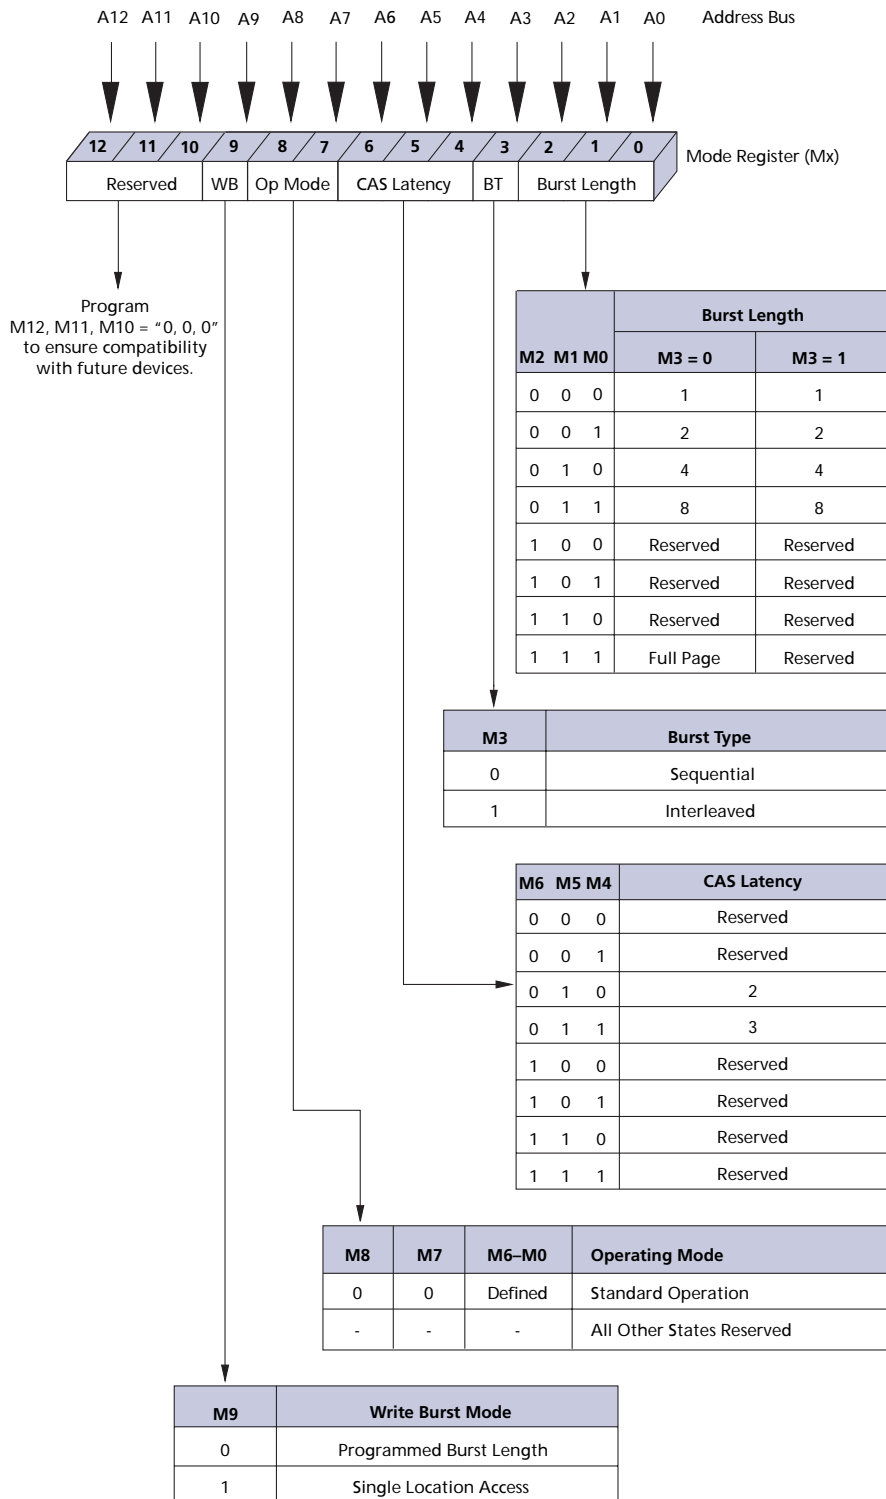 A12 A11 A10 A9 A8 A7 A6 A5 A4 A3 A2 A1 A0 Address Bus
12 11 10 9 8 7 6 5 4 3 2 1 0
Mode Register (Mx)
Reserved WB Op Mode CAS Latency BT Burst Length
Program
M12, M11, M10 = “0, 0, 0”
to ensure compatibility
with future devices.
Burst Length
M2 M1 M0 M3 = 0 M3 = 1
0 0 0 1 1
0 0 1 2 2
0 1 0 4 4
0 1 1 8 8
1 0 0 Reserved Reserved
1 0 1 Reserved Reserved
1 1 0 Reserved Reserved
1 1 1 Full Page Reserved
M3 Burst Type
0 Sequential
1 Interleaved
M6 M5 M4 CAS Latency
0 0 0 Reserved
0 0 1 Reserved
0 1 0 2
0 1 1 3
1 0 0 Reserved
1 0 1 Reserved
1 1 0 Reserved
1 1 1 Reserved
M8 M7 M6–M0 Operating Mode
0 0 Defined Standard Operation
- - - All Other States Reserved
M9 Write Burst Mode
0 Programmed Burst Length
1 Single Location Access